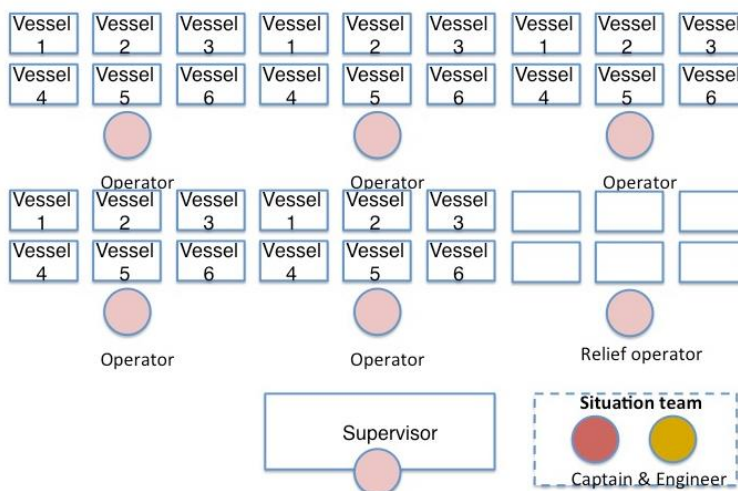 Vessel 1 Vessel 2 Vessel 3 Vessel 1 Vessel 2 Vessel 3 Vessel 1 Vessel 2 Vessel 3
Vessel 4 Vessel 5 Vessel 6 Vessel 4 Vessel 5 Vessel 6 Vessel 4 Vessel 5 Vessel 6
Operator Operator Operator
Vessel 1 Vessel 2 Vessel 3 Vessel 1 Vessel 2 Vessel 3
Vessel 4 Vessel 5 Vessel 6 Vessel 4 Vessel 5 Vessel 6
Operator Operator Relief operator
Supervisor
Situation team
Captain & Engineer